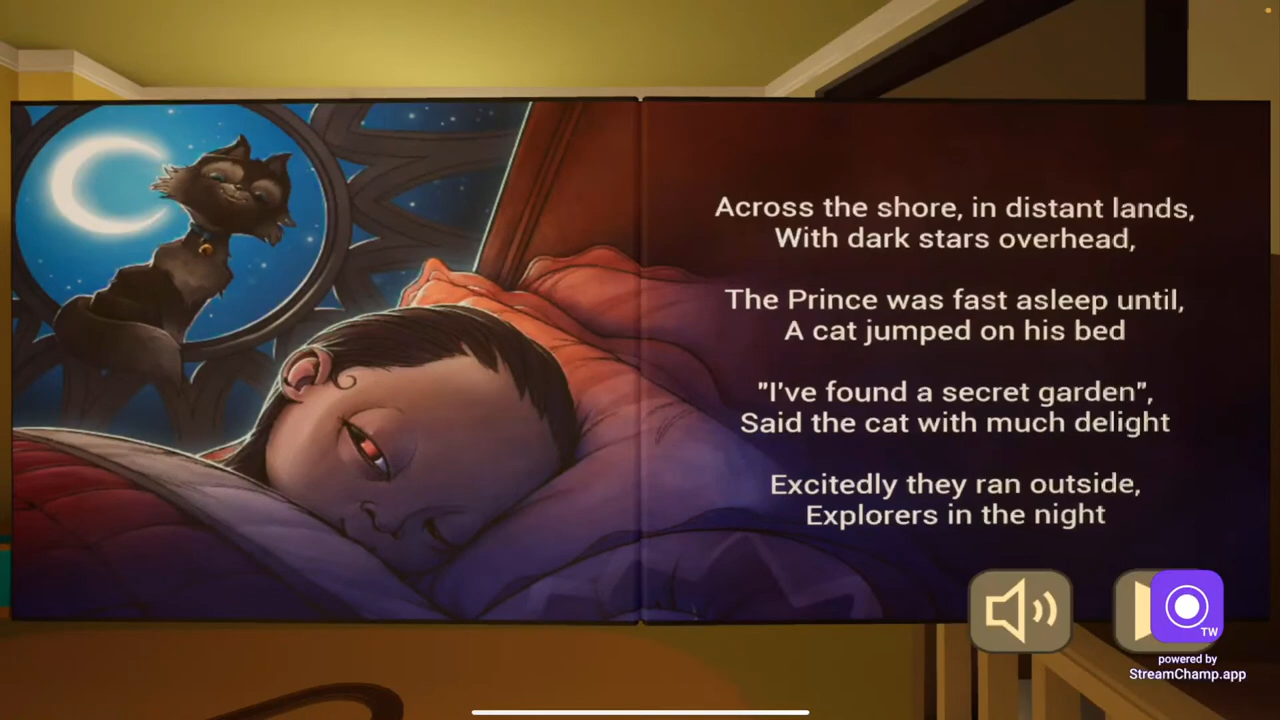 Across the shore, in distant lands,
With dark stars overhead,
The Prince was fast asleep until,
A cat jumped on his bed
"I've found a secret garden",
Said the cat with much delight
Excitedly they ran outside,
Explorers in the night
TW
powered by
StreamChamp.app